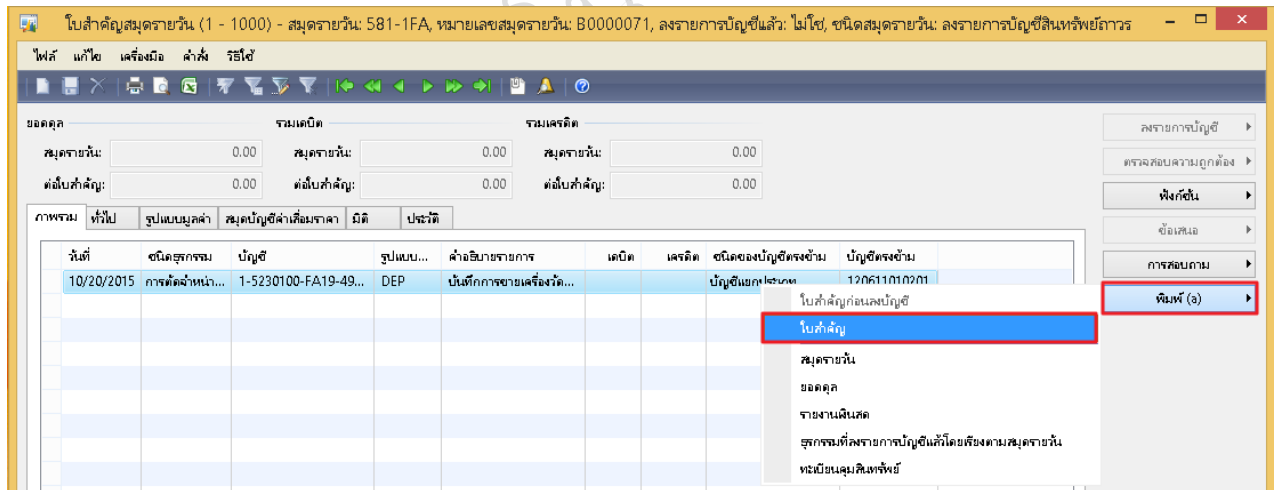 ใบสำคัญสมุดรายวัน (1 - 1000) - สมุดรายวัน: 581-1FA, หมายเลขสมุดรายวัน: B0000071, ลงรายการบัญชีแล้ว: ไม่ใช่, ชนิดสมุดรายวัน: ลงรายการบัญชีสินทรัพย์ถาวร
ไฟล์ แก้ไข เครื่องมือ คำสั่ง วิธีใช้
ยอดดุล รวมเดบิต รวมเครดิต
สมุดรายวัน: 0.00 สมุดรายวัน: 0.00 สมุดรายวัน: 0.00
ต่อใบสำคัญ: 0.00 ต่อใบสำคัญ: 0.00 ต่อใบสำคัญ: 0.00
ลงรายการบัญชี
ตรวจสอบความถูกต้อง
ฟังก์ชัน
ข้อเสนอ
การสอบถาม
พิมพ์ (a)
ภาพรวม ทั่วไป รูปแบบมูลค่า สมุดบัญชีค่าเสื่อมราคา มิติ ประวัติ
วันที่ ชนิดธุรกรรม บัญชี รูปแบบ... คำอธิบายรายการ เดบิต เครดิต ชนิดของบัญชีตรงข้าม บัญชีตรงข้าม
10/20/2015 การตัดจำหน่า... 1-5230100-FA19-49... DEP บันทึกการขายเครื่องวัด... บัญชีแยกประเภท 120611010201
ใบสำคัญก่อนลงบัญชี
ใบสำคัญ
สมุดรายวัน
ยอดดุล
รายงานเงินสด
ธุรกรรมที่ลงรายการบัญชีแล้วโดยเรียงตามสมุดรายวัน
ทะเบียนคุมสินทรัพย์